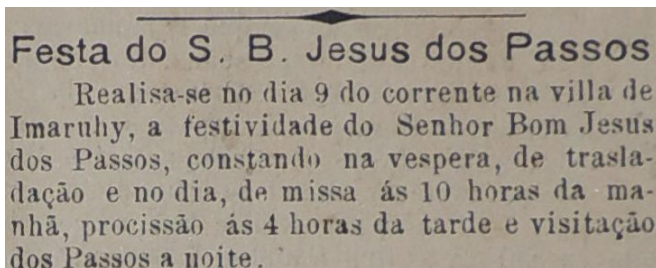 Festa do S. B. Jesus dos Passos
Realisa-se no dia 9 do corrente na villa de
Imaruhy, a festividade do Senhor Bom Jesus
dos Passos, constando na vespera, de trasla-
dação e no dia, de missa ás 10 horas da ma-
nhã, procissão ás 4 horas da tarde e visitação
dos Passos a noite.